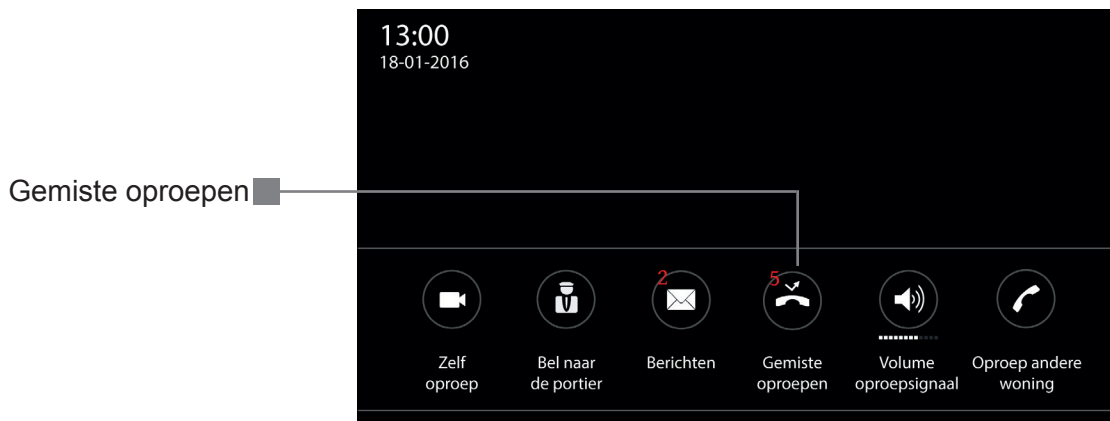 13:00
18-01-2016
Gemiste oproepen
2
5
Zelf
oproep
Bel naar
de portier
Berichten
Gemiste
oproepen
Volume
oproepsignaal
Oproep andere
woning